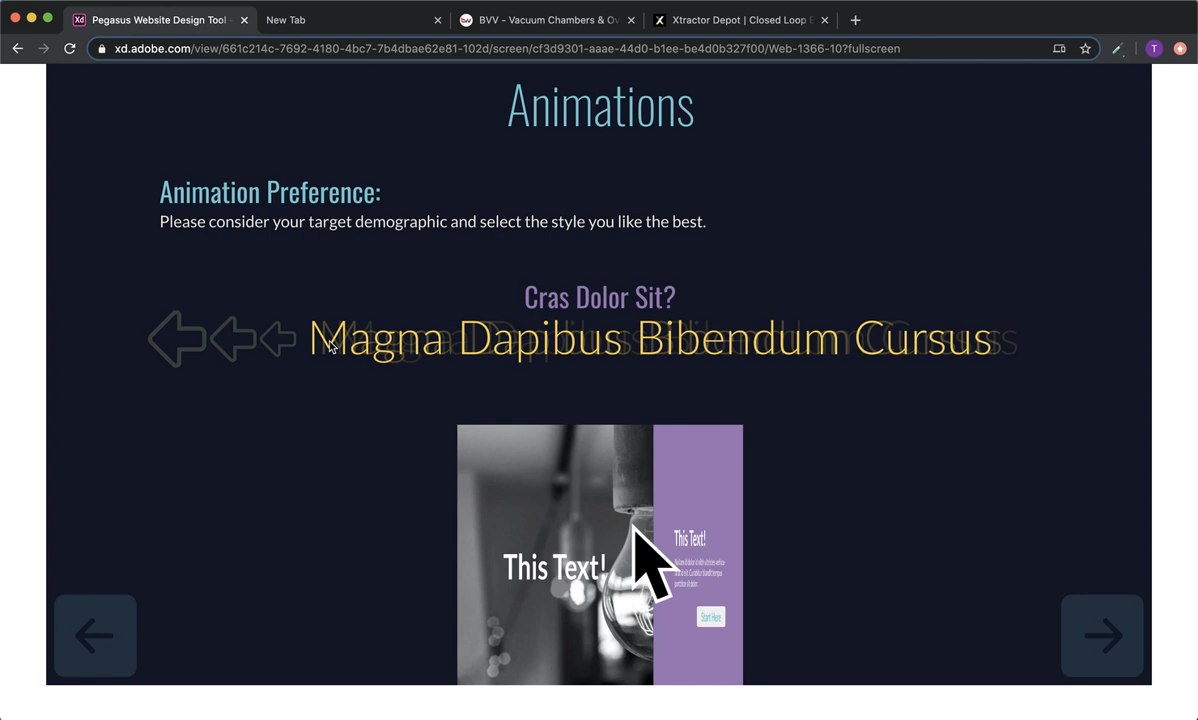 Pegasus Website Design Tool -
New Tab
BVV - Vacuum Chambers & Ov
Xtractor Depot | Closed Loop E
xd.adobe.com/view/661c214c-7692-4180-4bc7-7b4dbae62e81-102d/screen/cf3d9301-aaae-44d0-b1ee-be4d0b327f00/Web-1366-10?fullscreen
T
Animations
Animation Preference:
Please consider your target demographic and select the style you like the best.
Cras Dolor Sit?
Magna Dapibus Bibendum Cursus
This Text!
This Text!
Start Here